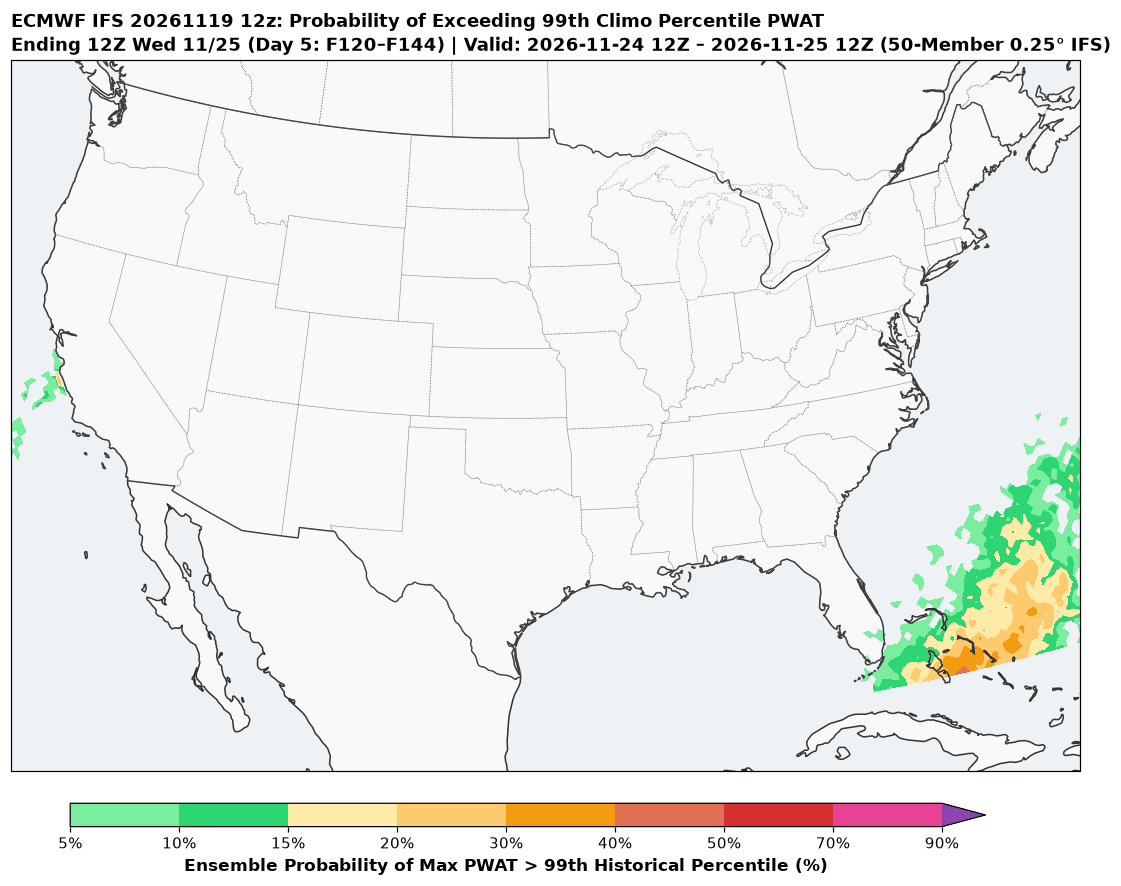 ECMWF IFS 20261119 12z: Probability of Exceeding 99th Climo Percentile PWAT
Ending 12Z Wed 11/25 (Day 5: F120–F144) | Valid: 2026-11-24 12Z – 2026-11-25 12Z (50-Member 0.25° IFS)
5% 10% 15% 20% 30% 40% 50% 70% 90%
Ensemble Probability of Max PWAT > 99th Historical Percentile (%)